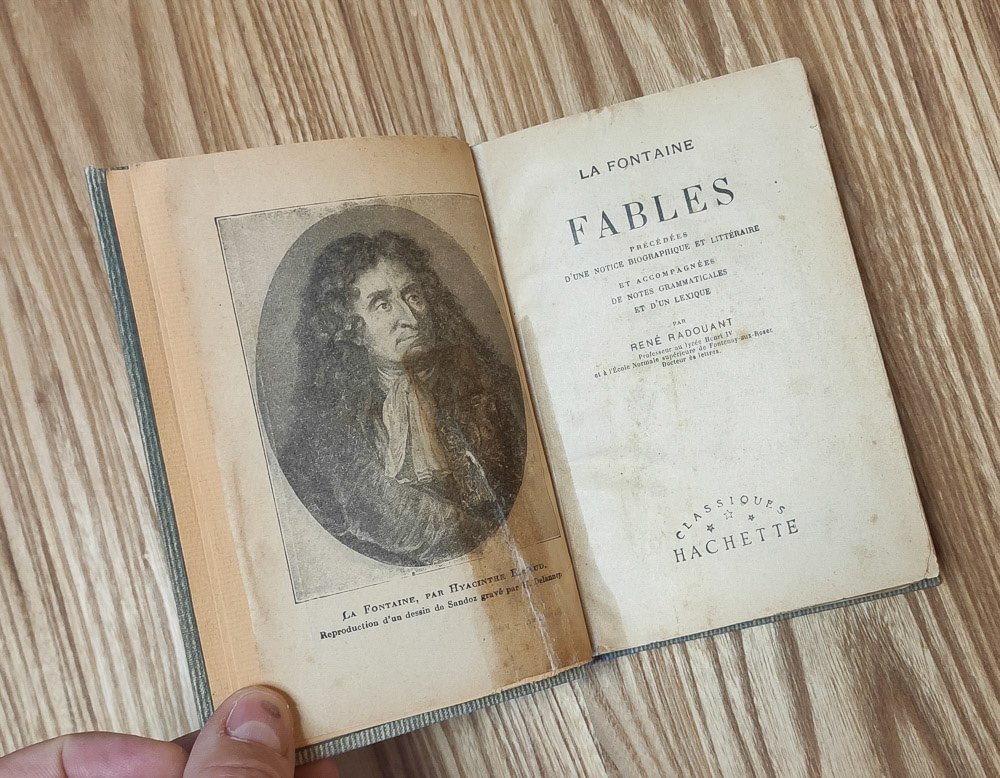 LA FONTAINE, PAR HYACINTHE
Reproduction d'un dessin de Sandoz gravé par Delannoy
LA FONTAINE
FABLES
PRÉCÉDÉES
D'UNE NOTICE BIOGRAPHIQUE ET LITTÉRAIRE
ET ACCOMPAGNÉES
DE NOTES GRAMMATICALES
ET D'UN LEXIQUE
PAR
RENÉ RADOUANT
Professeur au lycée Henri IV
et à l'École Normale supérieure de Fontenay-aux-Roses
Docteur ès lettres.
CLASSIQUES
HACHETTE